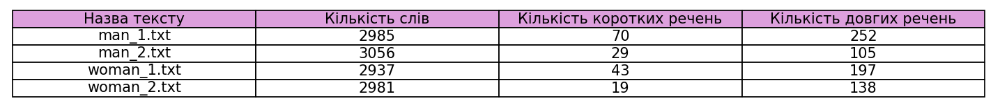 Назва тексту Кількість слів Кількість коротких речень Кількість довгих речень
man_1.txt 2985 70 252
man_2.txt 3056 29 105
woman_1.txt 2937 43 197
woman_2.txt 2981 19 138